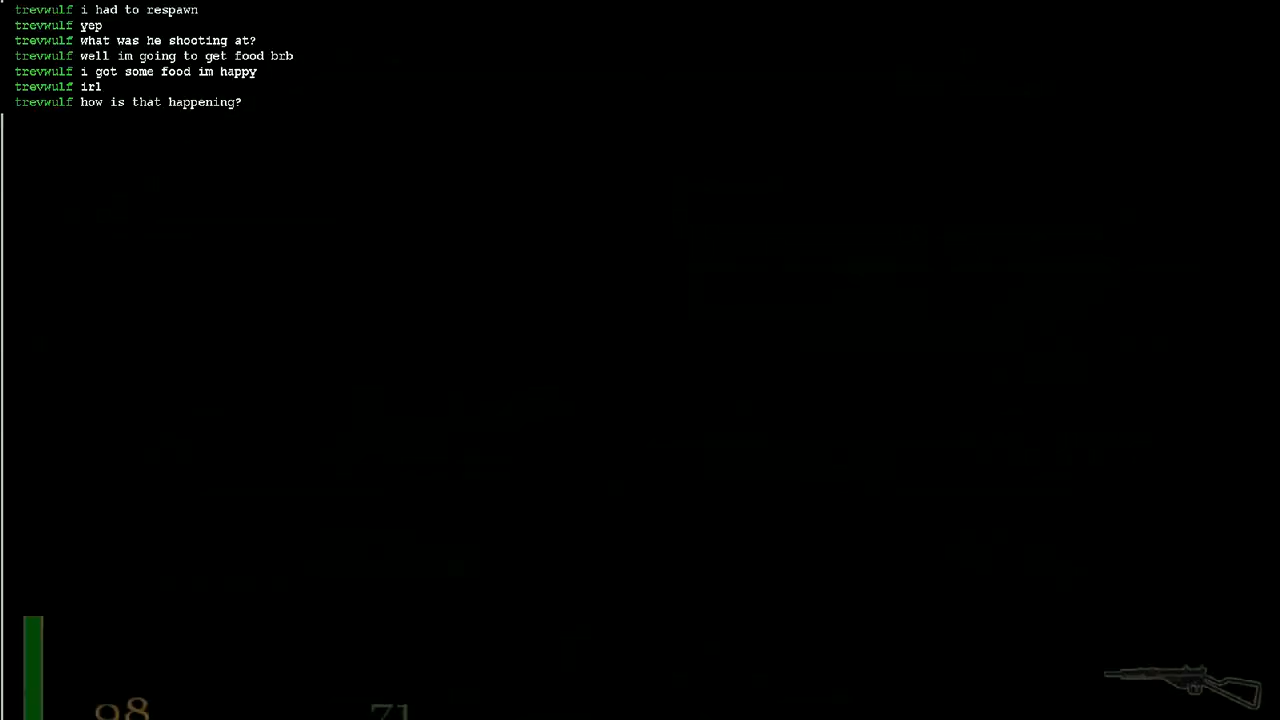 trevwulf i had to respawn
trevwulf yep
trevwulf what was he shooting at?
trevwulf well im going to get food brb
trevwulf i got some food im happy
trevwulf irl
trevwulf how is that happening?
98 71